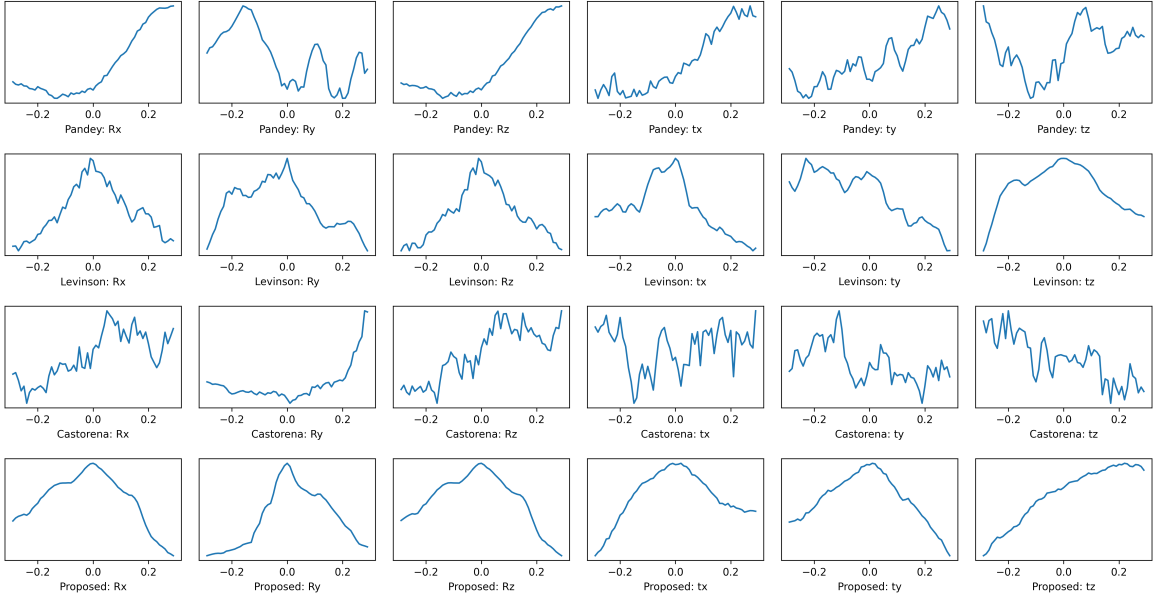 −0.2 0.0 0.2 −0.2 0.0 0.2 −0.2 0.0 0.2 −0.2 0.0 0.2 −0.2 0.0 0.2 −0.2 0.0 0.2
Pandey: Rx Pandey: Ry Pandey: Rz Pandey: tx Pandey: ty Pandey: tz
−0.2 0.0 0.2 −0.2 0.0 0.2 −0.2 0.0 0.2 −0.2 0.0 0.2 −0.2 0.0 0.2 −0.2 0.0 0.2
Levinson: Rx Levinson: Ry Levinson: Rz Levinson: tx Levinson: ty Levinson: tz
−0.2 0.0 0.2 −0.2 0.0 0.2 −0.2 0.0 0.2 −0.2 0.0 0.2 −0.2 0.0 0.2 −0.2 0.0 0.2
Castorena: Rx Castorena: Ry Castorena: Rz Castorena: tx Castorena: ty Castorena: tz
−0.2 0.0 0.2 −0.2 0.0 0.2 −0.2 0.0 0.2 −0.2 0.0 0.2 −0.2 0.0 0.2 −0.2 0.0 0.2
Proposed: Rx Proposed: Ry Proposed: Rz Proposed: tx Proposed: ty Proposed: tz